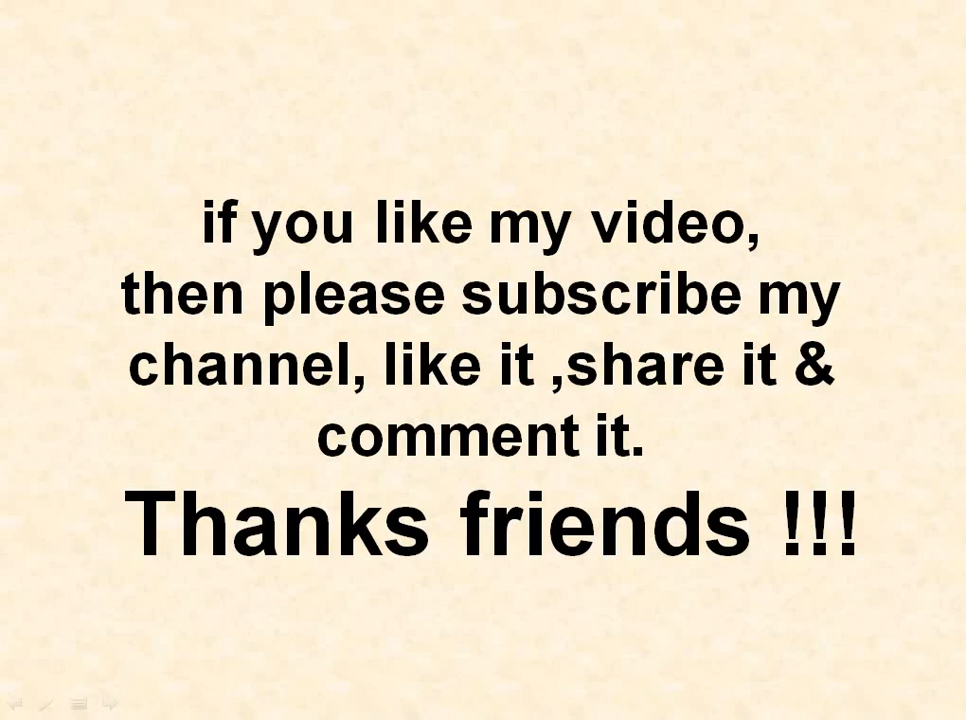 if you like my video,
then please subscribe my
channel, like it ,share it &
comment it.
Thanks friends !!!